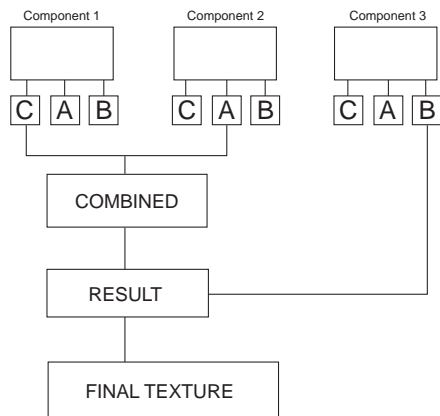 Component 1 Component 2 Component 3
C A B C A B C A B
COMBINED
RESULT
FINAL TEXTURE